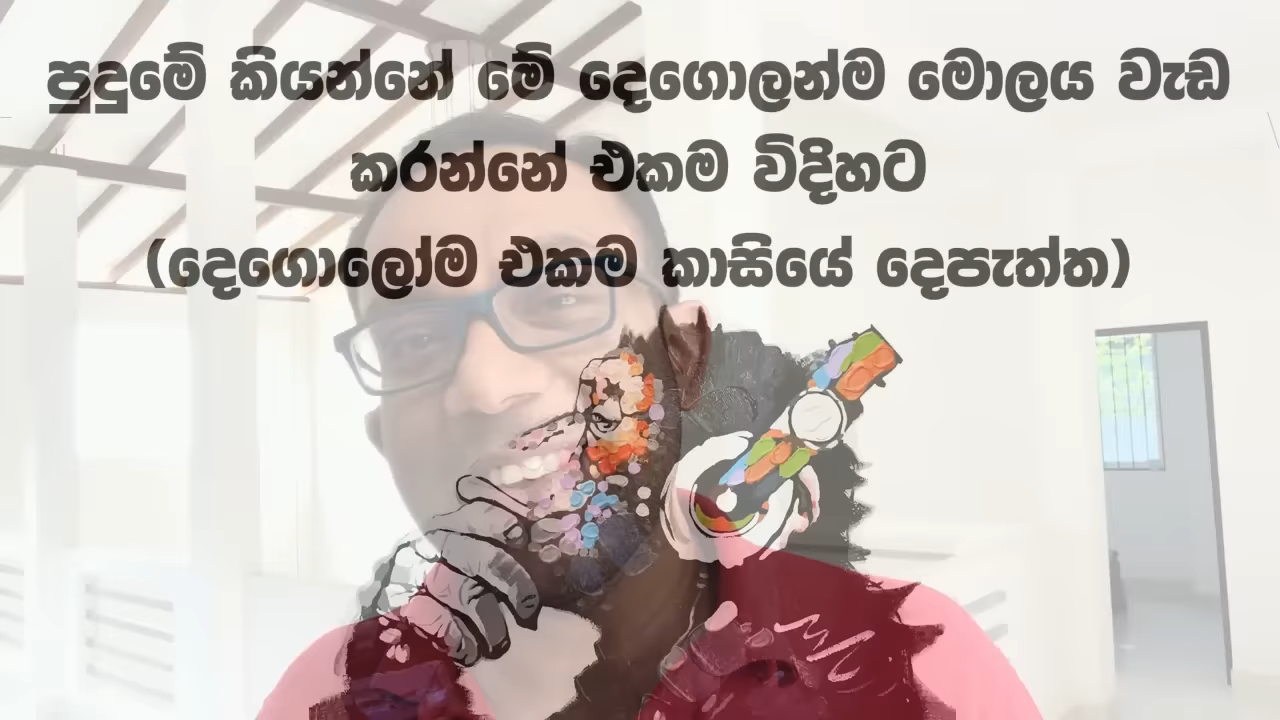 පුදුමේ කියන්නේ මේ දෙගොලන්ම මොලය වැඩ
කරන්නේ එකම විදිහට
(දෙගොලෝම එකම කාසියේ දෙපැත්ත)